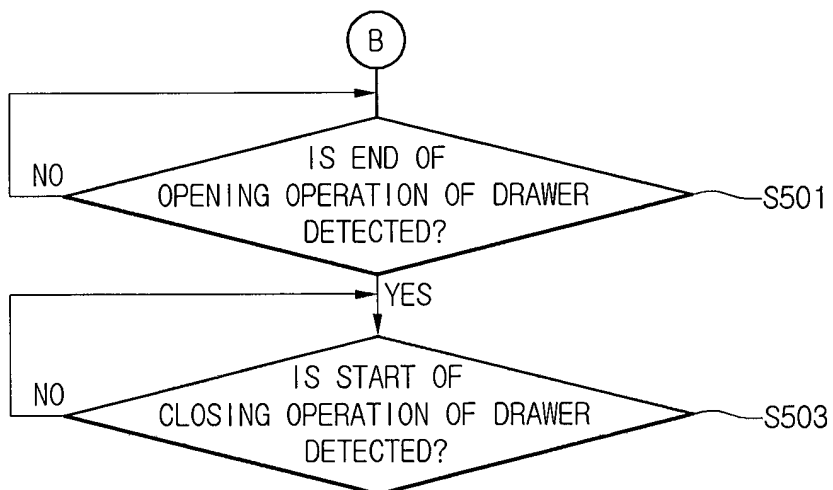 B
IS END OF
NO
OPENING OPERATION OF DRAWER
S501
DETECTED?
YES
IS START OF
NO
CLOSING OPERATION OF DRAWER
S503
DETECTED?